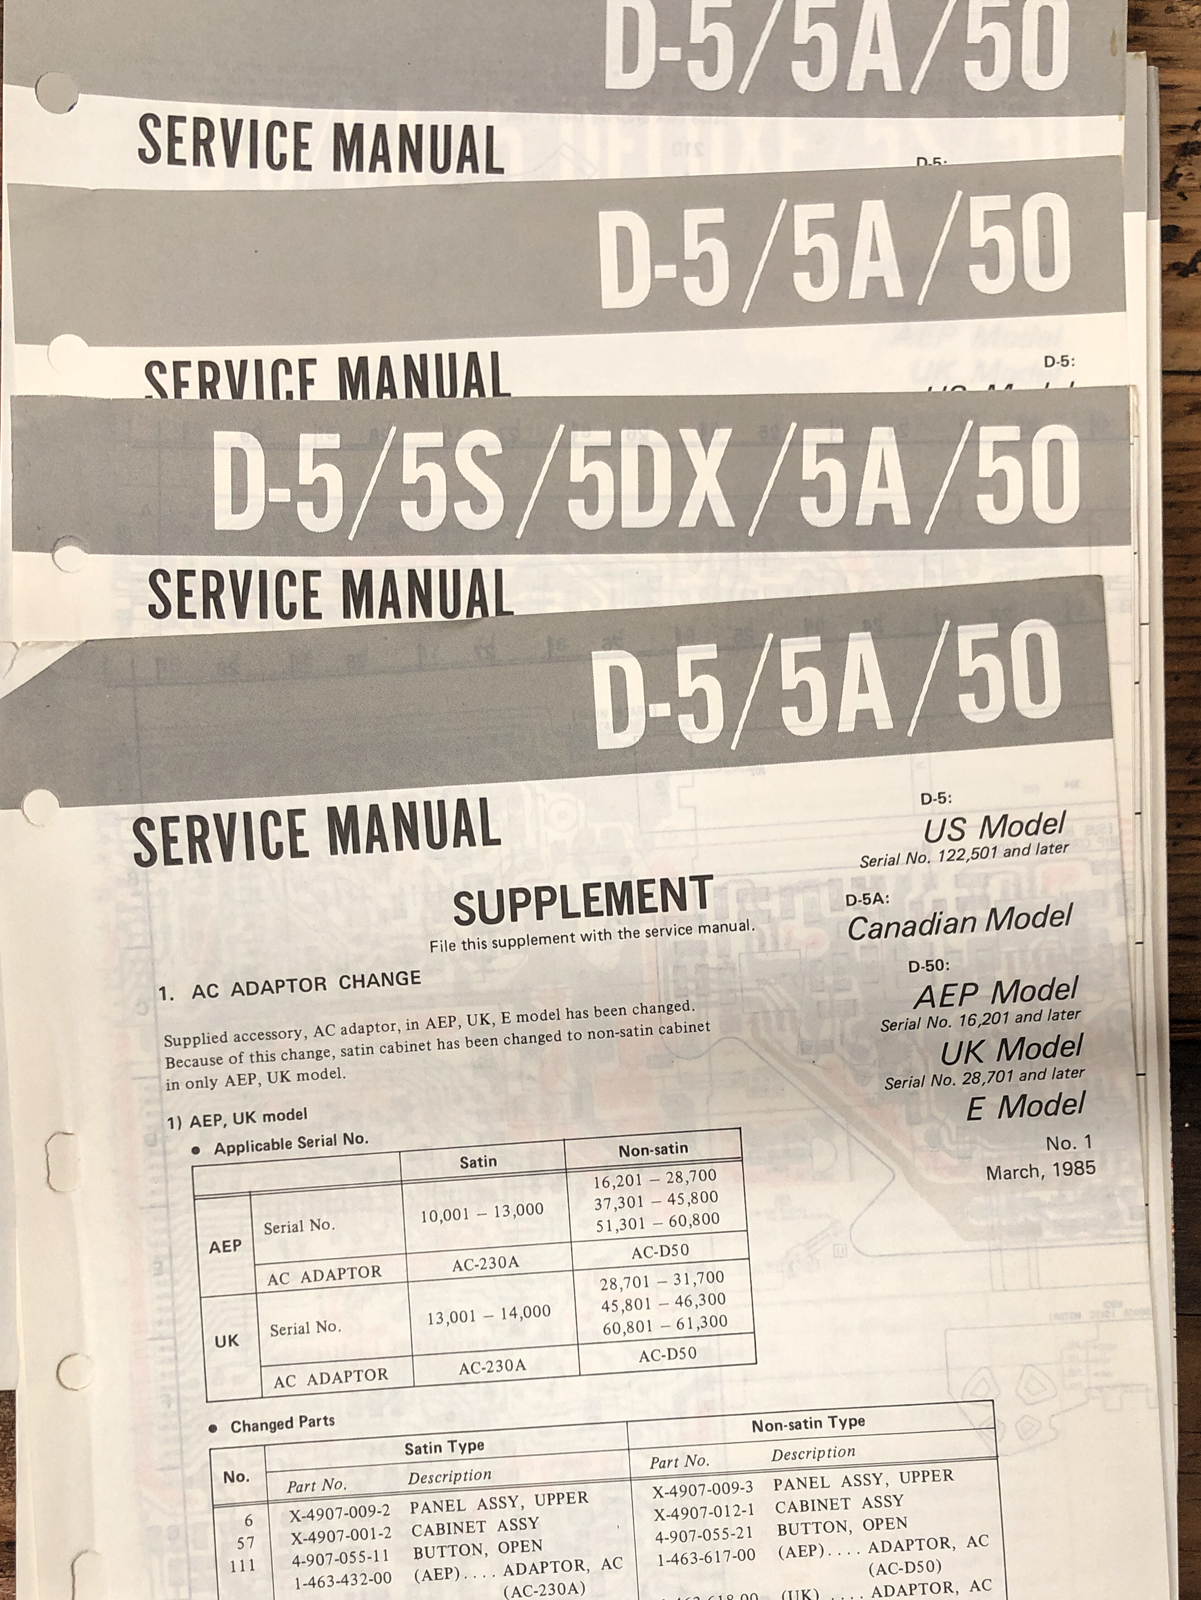 D-5/5A/50
SERVICE MANUAL
D-5:
D-5/5A/50
SERVICE MANUAL
D-5:
US Model
D-5/5S/5DX/5A/50
SERVICE MANUAL
D-5/5A/50
SERVICE MANUAL
SUPPLEMENT
File this supplement with the service manual.
D-5:
US Model
Serial No. 122,501 and later
D-5A:
Canadian Model
D-50:
AEP Model
Serial No. 16,201 and later
UK Model
Serial No. 28,701 and later
E Model
No. 1
March, 1985
1. AC ADAPTOR CHANGE
Supplied accessory, AC adaptor, in AEP, UK, E model has been changed.
Because of this change, satin cabinet has been changed to non-satin cabinet
in only AEP, UK model.
1) AEP, UK model
● Applicable Serial No.
Satin Non-satin
AEP Serial No. 10,001 – 13,000 16,201 – 28,700
37,301 – 45,800
51,301 – 60,800
AC ADAPTOR AC-230A AC-D50
UK Serial No. 13,001 – 14,000 28,701 – 31,700
45,801 – 46,300
60,801 – 61,300
AC ADAPTOR AC-230A AC-D50
● Changed Parts
No. Satin Type Non-satin Type
Part No. Description Part No. Description
6 X-4907-009-2 PANEL ASSY, UPPER X-4907-009-3 PANEL ASSY, UPPER
57 X-4907-001-2 CABINET ASSY X-4907-012-1 CABINET ASSY
111 4-907-055-11 BUTTON, OPEN 4-907-055-21 BUTTON, OPEN
1-463-432-00 (AEP).... ADAPTOR, AC 1-463-617-00 (AEP).... ADAPTOR, AC
(AC-230A) (AC-D50)
1-463-618-00 (UK) .... ADAPTOR, AC